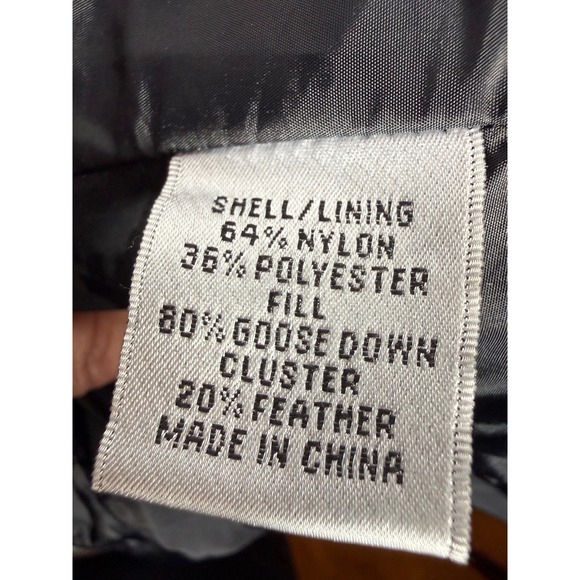 SHELL/LINING
64% NYLON
36% POLYESTER
FILL
80% GOOSE DOWN
CLUSTER
20% FEATHER
MADE IN CHINA